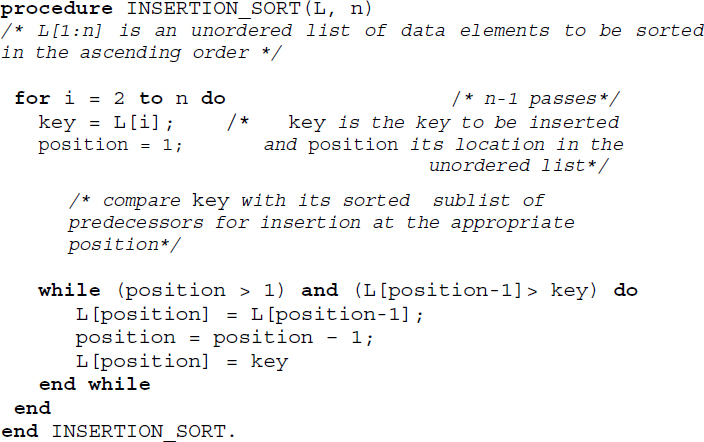 procedure INSERTION_SORT(L, n)
/* L[1:n] is an unordered list of data elements to be sorted
in the ascending order */
for i = 2 to n do /* n-1 passes*/
key = L[i]; /* key is the key to be inserted
position = 1; and position its location in the
unordered list*/
/* compare key with its sorted sublist of
predecessors for insertion at the appropriate
position*/
while (position > 1) and (L[position-1]> key) do
L[position] = L[position-1];
position = position - 1;
L[position] = key
end while
end
end INSERTION_SORT.